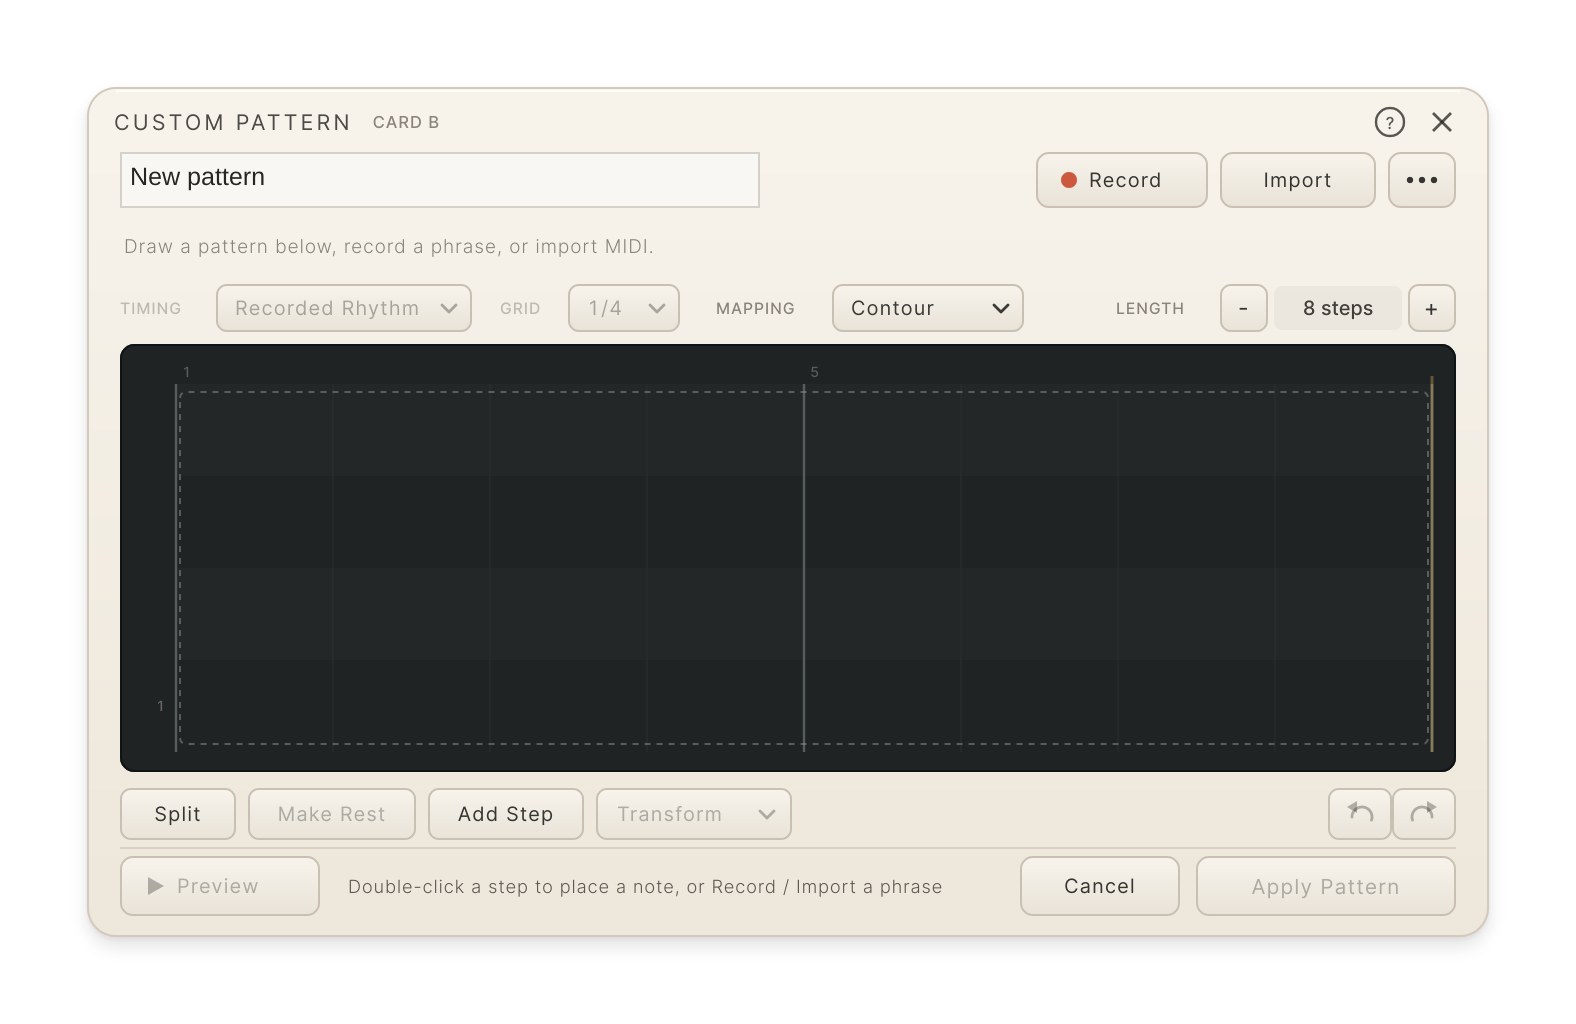 CUSTOM PATTERN CARD B ?
New pattern Record Import
Draw a pattern below, record a phrase, or import MIDI.
TIMING Recorded Rhythm GRID 1/4 MAPPING Contour LENGTH - 8 steps +
1 5
1
Split Make Rest Add Step Transform
Preview Double-click a step to place a note, or Record / Import a phrase Cancel Apply Pattern